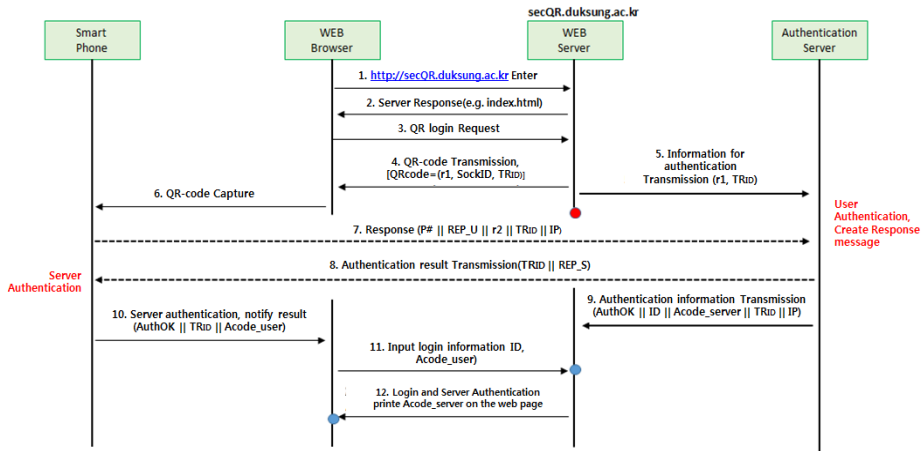 secQR.duksung.ac.kr
Smart
Phone
WEB
Browser
WEB
Server
Authentication
Server
1. http://secQR.duksung.ac.kr Enter
2. Server Response(e.g. index.html)
3. QR login Request
4. QR-code Transmission,
[QRcode=(r1, SockID, TRID)]
5. Information for
authentication
Transmission (r1, TRID)
6. QR-code Capture
User
Authentication,
Create Response
message
7. Response (P# || REP_U || r2 || TRID || IP)
8. Authentication result Transmission(TRID || REP_S)
Server
Authentication
9. Authentication information Transmission
(AuthOK || ID || Acode_server || TRID || IP)
10. Server authentication, notify result
(AuthOK || TRID || Acode_user)
11. Input login information ID,
Acode_user)
12. Login and Server Authentication
printe Acode_server on the web page